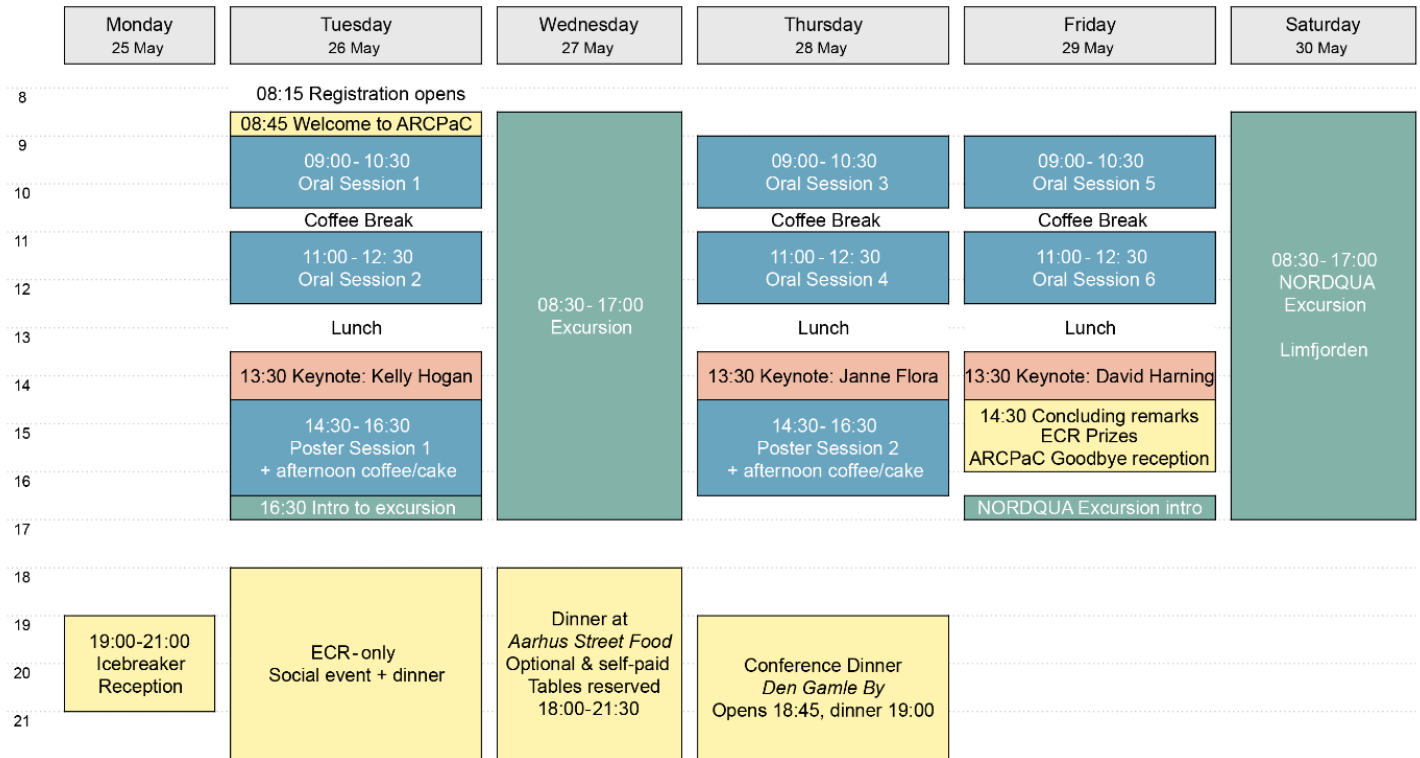 Monday
25 May
Tuesday
26 May
Wednesday
27 May
Thursday
28 May
Friday
29 May
Saturday
30 May
8
9
10
11
12
13
14
15
16
17
18
19
20
21
19:00-21:00
Icebreaker
Reception
08:15 Registration opens
08:45 Welcome to ARCPaC
09:00- 10:30
Oral Session 1
Coffee Break
11:00 - 12: 30
Oral Session 2
Lunch
13:30 Keynote: Kelly Hogan
14:30- 16:30
Poster Session 1
+ afternoon coffee/cake
16:30 Intro to excursion
ECR-only
Social event + dinner
08:30- 17:00
Excursion
Dinner at
Aarhus Street Food
Optional & self-paid
Tables reserved
18:00-21:30
09:00- 10:30
Oral Session 3
Coffee Break
11:00 - 12: 30
Oral Session 4
Lunch
13:30 Keynote: Janne Flora
14:30- 16:30
Poster Session 2
+ afternoon coffee/cake
Conference Dinner
Den Gamle By
Opens 18:45, dinner 19:00
09:00- 10:30
Oral Session 5
Coffee Break
11:00 - 12: 30
Oral Session 6
Lunch
13:30 Keynote: David Harning
14:30 Concluding remarks
ECR Prizes
ARCPaC Goodbye reception
NORDQUA Excursion intro
08:30- 17:00
NORDQUA
Excursion
Limfjorden